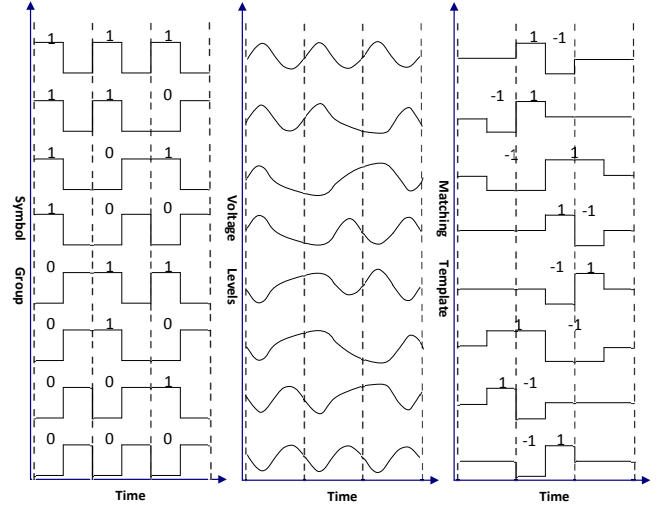 1 1 1
1 1 0
1 0 1
1 0 0
0 1 1
0 1 0
0 0 1
0 0 0
Symbol Group
Time
Voltage Levels
Time
1 -1
-1 1
-1 1
1 -1
-1 1
1 -1
1 -1
-1 1
Matching Template
Time